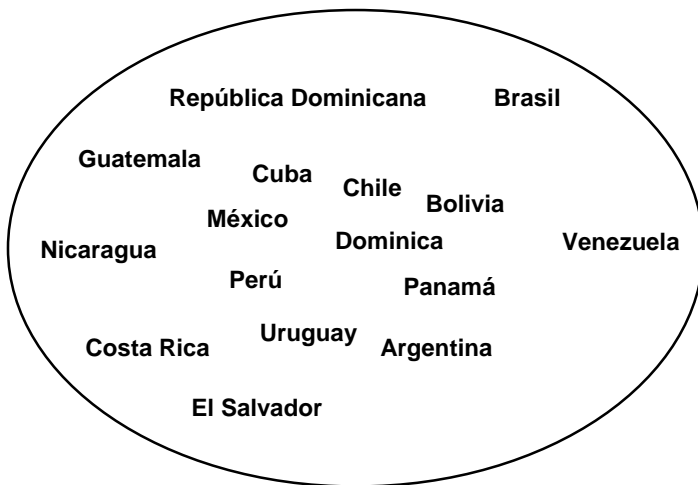 República Dominicana Brasil
Guatemala
Cuba
Chile
Bolivia
México
Dominica
Venezuela
Nicaragua
Perú
Panamá
Uruguay
Costa Rica
Argentina
El Salvador